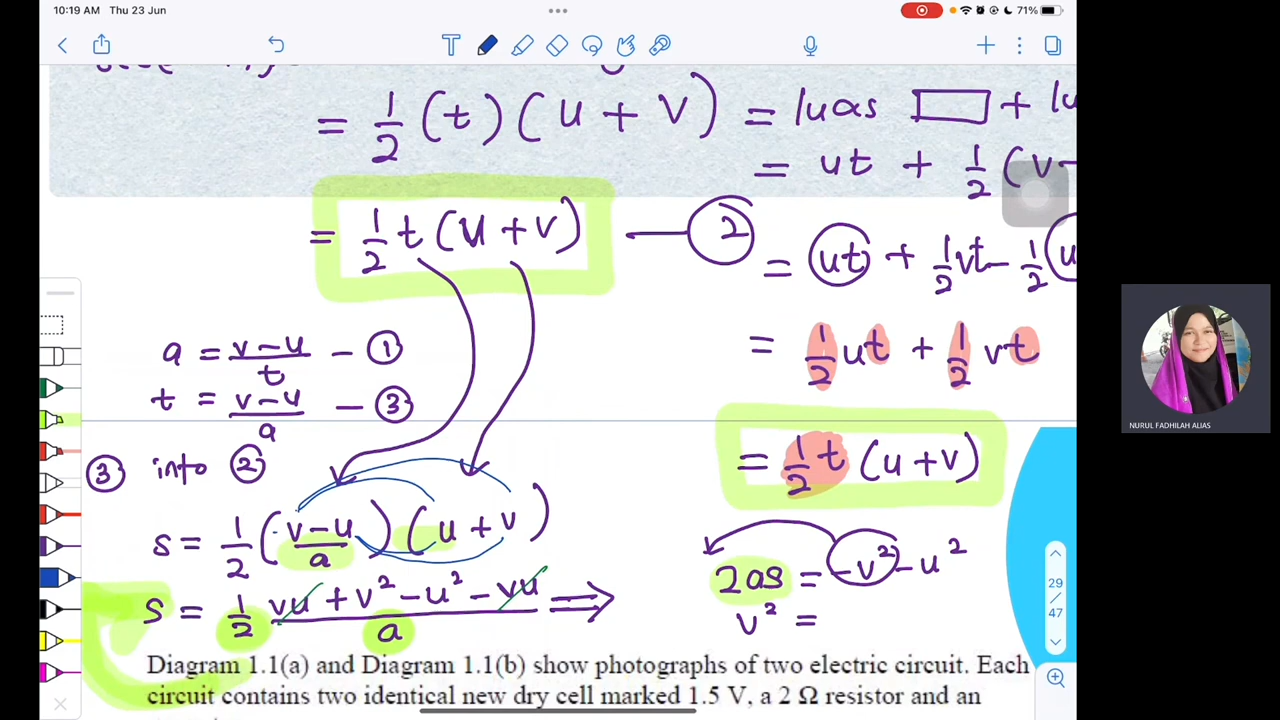 10:19 AM Thu 23 Jun
71%
= 1/2 (t) (u + v) = luas ▭ + lu
= ut + 1/2 (v -
= 1/2 t (u + v) — ②
= ut + 1/2 vt - 1/2 u
= 1/2 ut + 1/2 vt
a = v-u/t - ①
t = v-u/a - ③
= 1/2 t (u+v)
③ into ②
s = 1/2 (v-u/a) (u + v)
2as = -v² - u²
s = 1/2 vu + v² - u² - vu/a ⟹
v² =
Diagram 1.1(a) and Diagram 1.1(b) show photographs of two electric circuit. Each
circuit contains two identical new dry cell marked 1.5 V, a 2 Ω resistor and an
29
/
47
NURUL FADHILAH ALIAS